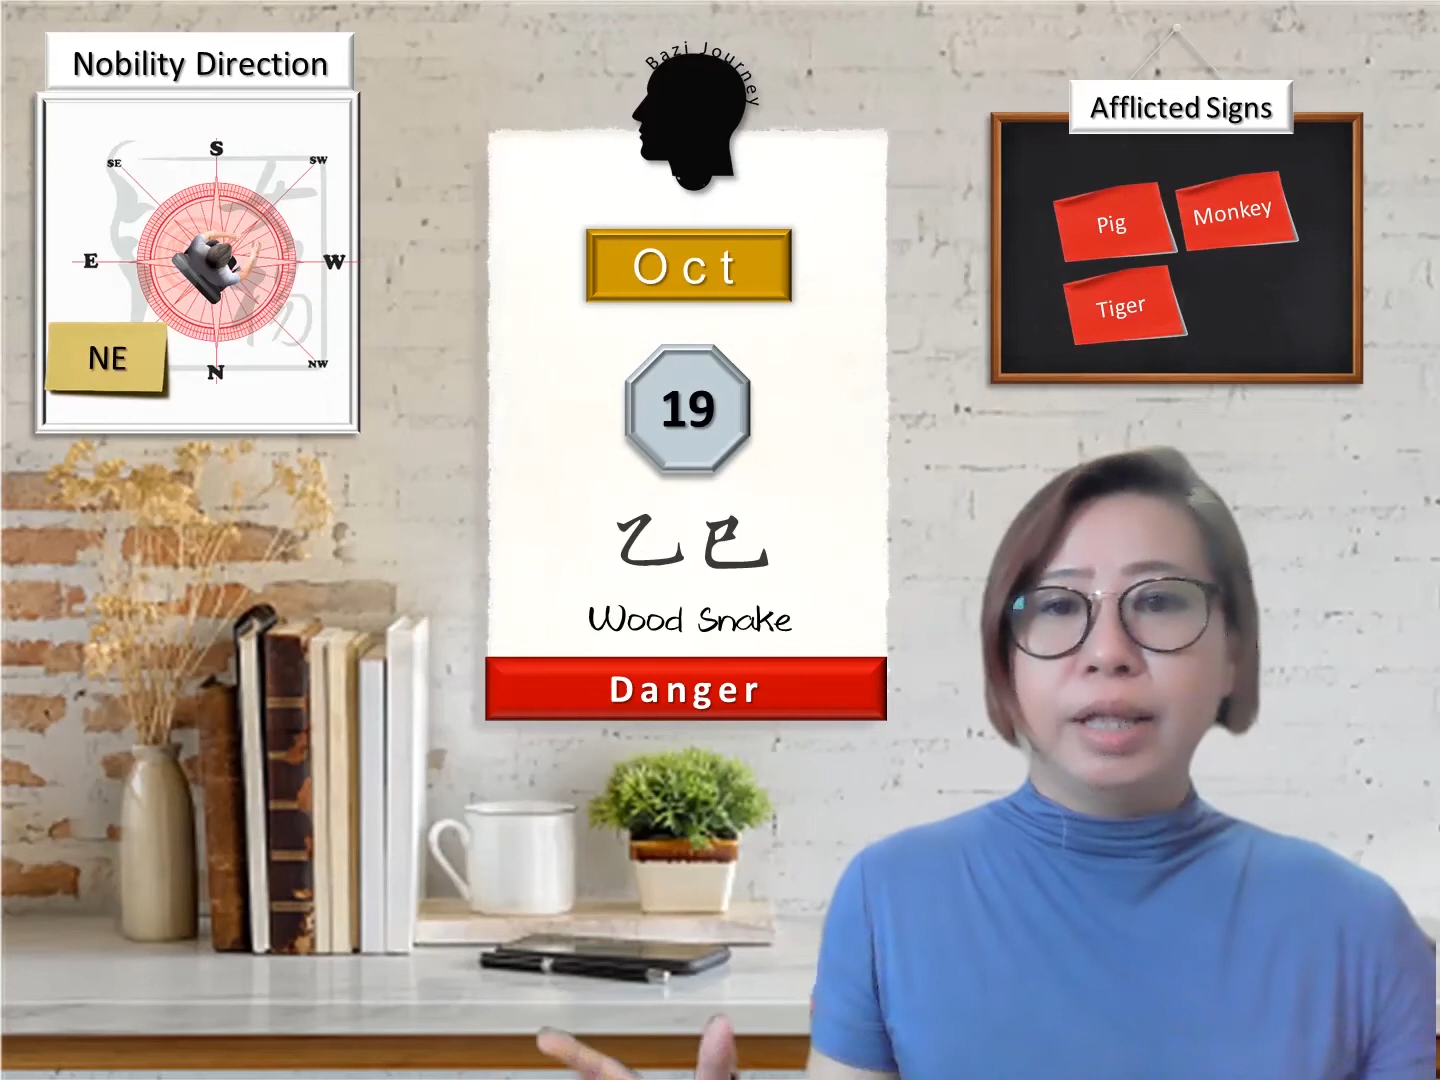 Nobility Direction
S
SE
SW
E
W
NE
N
NW
Bazi Journey
Oct
19
乙巳
Wood Snake
Danger
Afflicted Signs
Pig
Monkey
Tiger